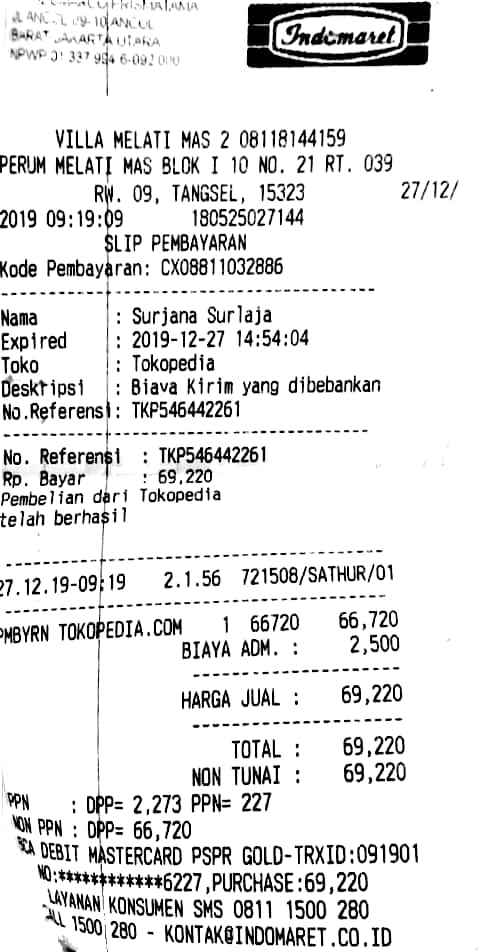 JL ANCOL 09-10 ANCOL
BARAT JAKARTA UTARA
NPWP 01 337 994 6-092 000
Indomaret
VILLA MELATI MAS 2 08118144159
PERUM MELATI MAS BLOK I 10 NO. 21 RT. 039
RW. 09, TANGSEL, 15323 27/12/
2019 09:19:09 180525027144
SLIP PEMBAYARAN
Kode Pembayaran: CX08811032886
Nama : Surjana Surlaja
Expired : 2019-12-27 14:54:04
Toko : Tokopedia
Deskripsi : Biava Kirim yang dibebankan
No.Referensi: TKP546442261
No. Referensi : TKP546442261
Rp. Bayar : 69,220
Pembelian dari Tokopedia
telah berhasil
27.12.19-09:19 2.1.56 721508/SATHUR/01
PMBYRN TOKOPEDIA.COM 1 66720 66,720
BIAYA ADM. : 2,500
HARGA JUAL : 69,220
TOTAL : 69,220
NON TUNAI : 69,220
PPN : DPP= 2,273 PPN= 227
NON PPN : DPP= 66,720
BCA DEBIT MASTERCARD PSPR GOLD-TRXID:091901
NO:************6227,PURCHASE:69,220
LAYANAN KONSUMEN SMS 0811 1500 280
CALL 1500 280 - KONTAK@INDOMARET.CO.ID